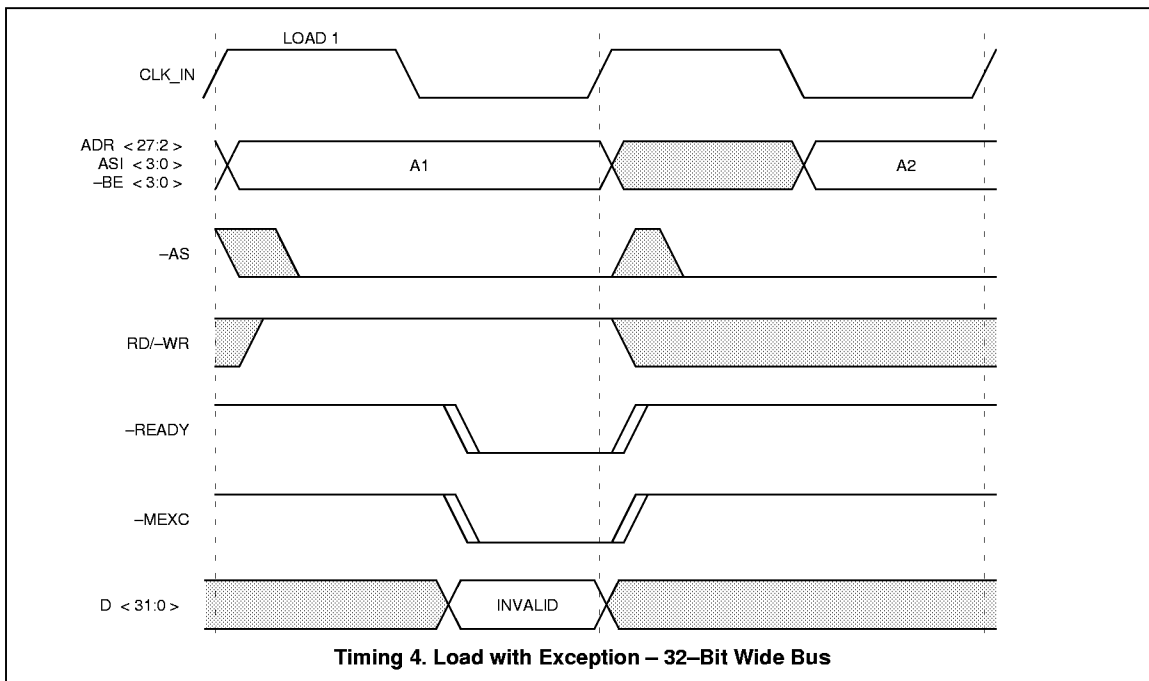 LOAD 1
CLK_IN
ADR < 27:2 >
ASI < 3:0 >
–BE < 3:0 >
A1
A2
–AS
RD/–WR
–READY
–MEXC
D < 31:0 >
INVALID
Timing 4. Load with Exception – 32–Bit Wide Bus